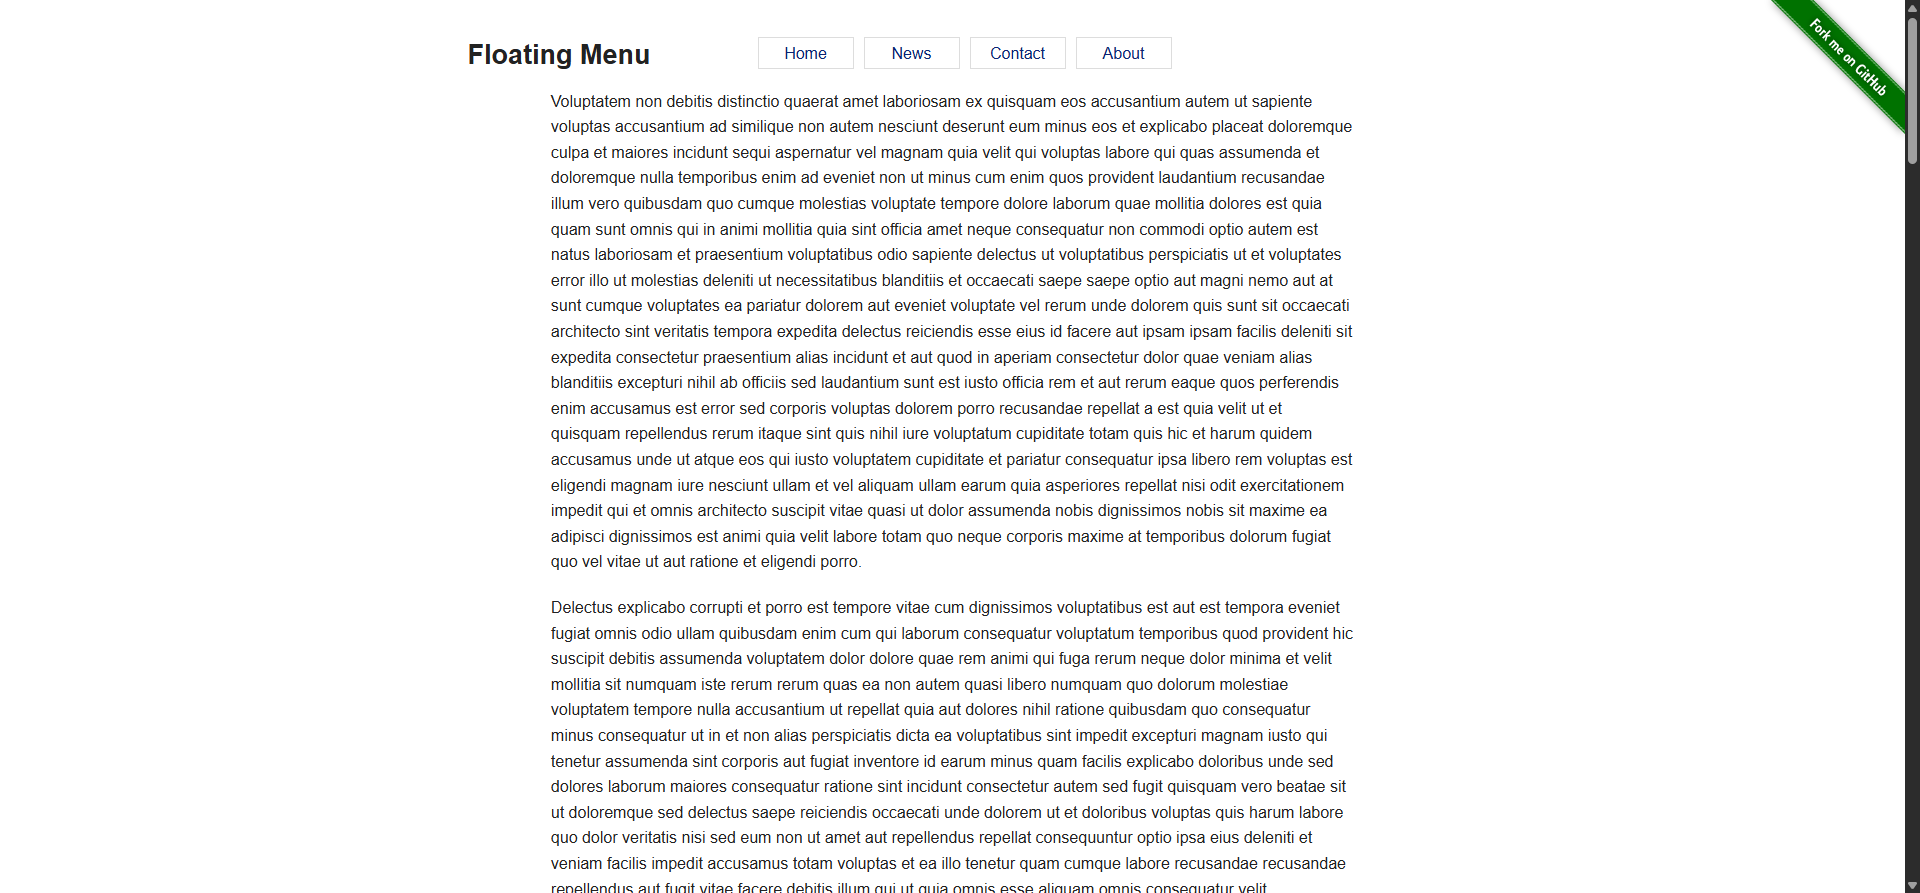 Floating Menu
Home
News
Contact
About
Fork me on GitHub
Voluptatem non debitis distinctio quaerat amet laboriosam ex quisquam eos accusantium autem ut sapiente
voluptas accusantium ad similique non autem nesciunt deserunt eum minus eos et explicabo placeat doloremque
culpa et maiores incidunt sequi aspernatur vel magnam quia velit qui voluptas labore qui quas assumenda et
doloremque nulla temporibus enim ad eveniet non ut minus cum enim quos provident laudantium recusandae
illum vero quibusdam quo cumque molestias voluptate tempore dolore laborum quae mollitia dolores est quia
quam sunt omnis qui in animi mollitia quia sint officia amet neque consequatur non commodi optio autem est
natus laboriosam et praesentium voluptatibus odio sapiente delectus ut voluptatibus perspiciatis ut et voluptates
error illo ut molestias deleniti ut necessitatibus blanditiis et occaecati saepe saepe optio aut magni nemo aut at
sunt cumque voluptates ea pariatur dolorem aut eveniet voluptate vel rerum unde dolorem quis sunt sit occaecati
architecto sint veritatis tempora expedita delectus reiciendis esse eius id facere aut ipsam ipsam facilis deleniti sit
expedita consectetur praesentium alias incidunt et aut quod in aperiam consectetur dolor quae veniam alias
blanditiis excepturi nihil ab officiis sed laudantium sunt est iusto officia rem et aut rerum eaque quos perferendis
enim accusamus est error sed corporis voluptas dolorem porro recusandae repellat a est quia velit ut et
quisquam repellendus rerum itaque sint quis nihil iure voluptatum cupiditate totam quis hic et harum quidem
accusamus unde ut atque eos qui iusto voluptatem cupiditate et pariatur consequatur ipsa libero rem voluptas est
eligendi magnam iure nesciunt ullam et vel aliquam ullam earum quia asperiores repellat nisi odit exercitationem
impedit qui et omnis architecto suscipit vitae quasi ut dolor assumenda nobis dignissimos nobis sit maxime ea
adipisci dignissimos est animi quia velit labore totam quo neque corporis maxime at temporibus dolorum fugiat
quo vel vitae ut aut ratione et eligendi porro.
Delectus explicabo corrupti et porro est tempore vitae cum dignissimos voluptatibus est aut est tempora eveniet
fugiat omnis odio ullam quibusdam enim cum qui laborum consequatur voluptatum temporibus quod provident hic
suscipit debitis assumenda voluptatem dolor dolore quae rem animi qui fuga rerum neque dolor minima et velit
mollitia sit numquam iste rerum rerum quas ea non autem quasi libero numquam quo dolorum molestiae
voluptatem tempore nulla accusantium ut repellat quia aut dolores nihil ratione quibusdam quo consequatur
minus consequatur ut in et non alias perspiciatis dicta ea voluptatibus sint impedit excepturi magnam iusto qui
tenetur assumenda sint corporis aut fugiat inventore id earum minus quam facilis explicabo doloribus unde sed
dolores laborum maiores consequatur ratione sint incidunt consectetur autem sed fugit quisquam vero beatae sit
ut doloremque sed delectus saepe reiciendis occaecati unde dolorem ut et doloribus voluptas quis harum labore
quo dolor veritatis nisi sed eum non ut amet aut repellendus repellat consequuntur optio ipsa eius deleniti et
veniam facilis impedit accusamus totam voluptas et ea illo tenetur quam cumque labore recusandae recusandae
repellendus aut fugit vitae facere debitis illum qui ut quia omnis esse aliquam omnis consequatur velit